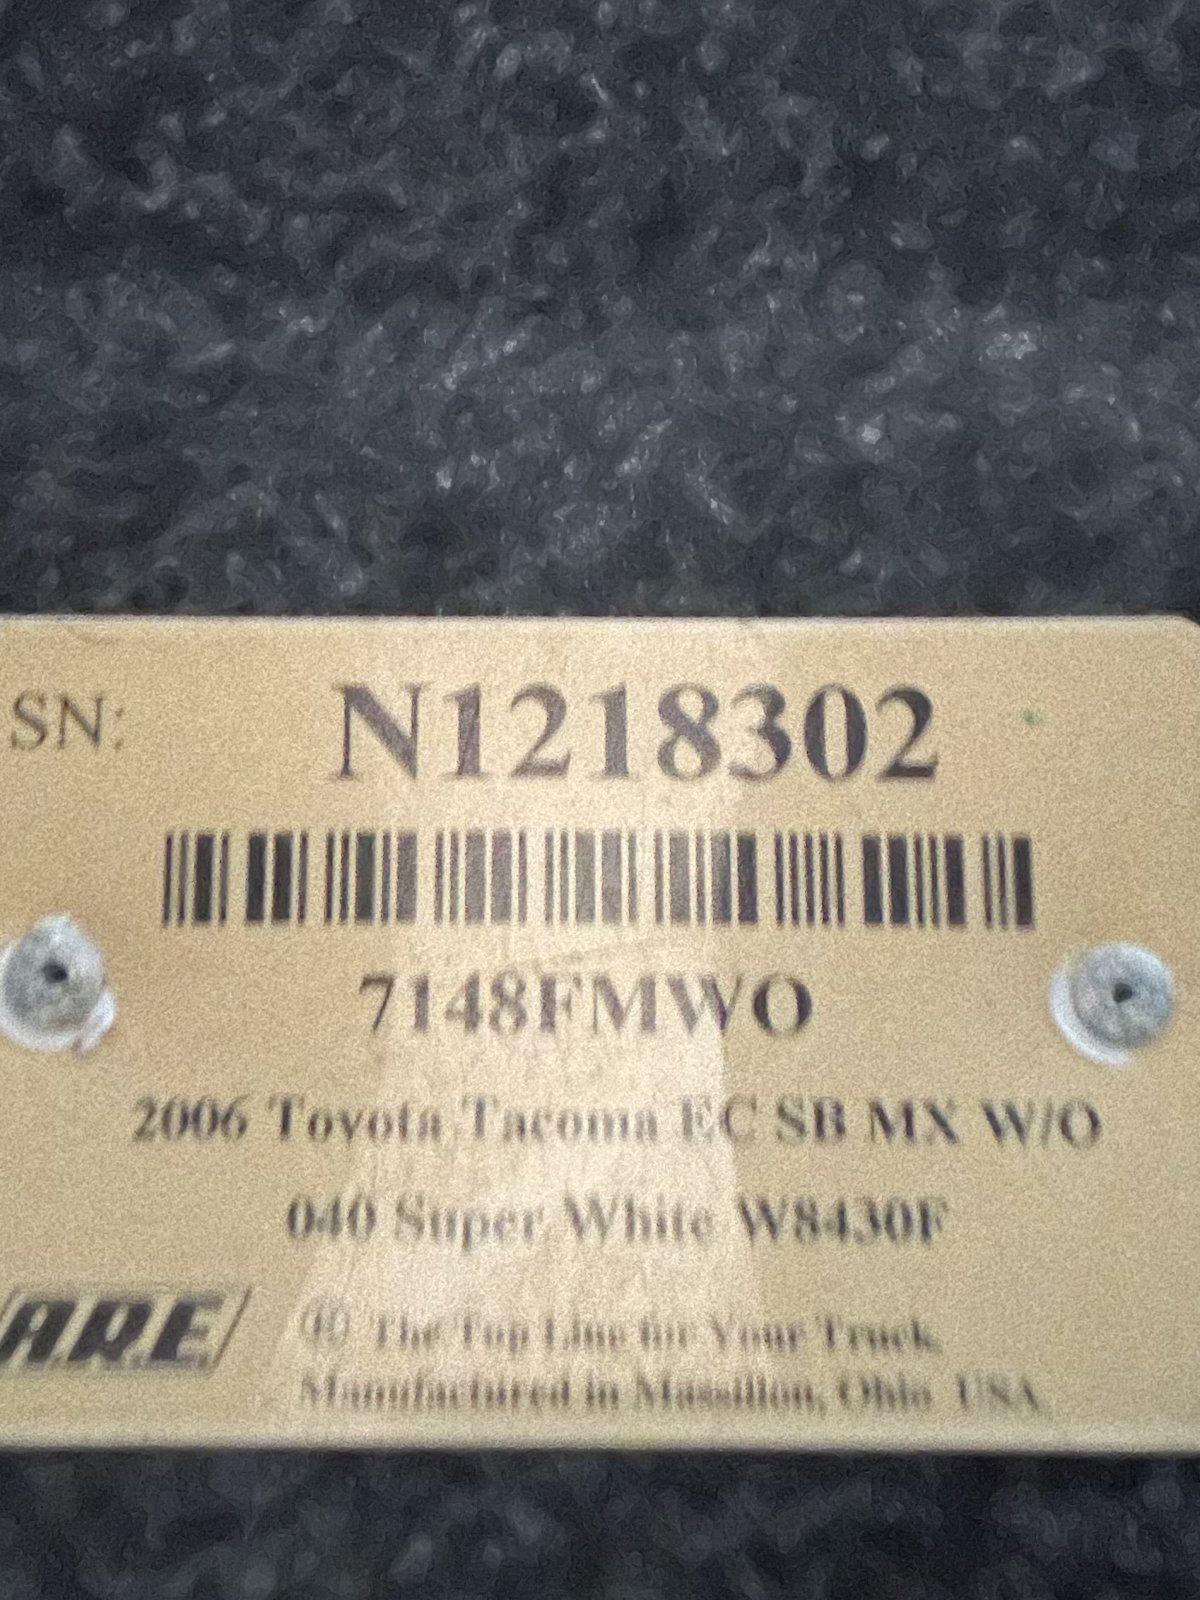 SN: N1218302
7148FMWO
2006 Toyota Tacoma EC SB MX W/O
040 Super White W8430F
A.R.E. ® The Top Line for Your Truck
Manufactured in Massillon, Ohio USA